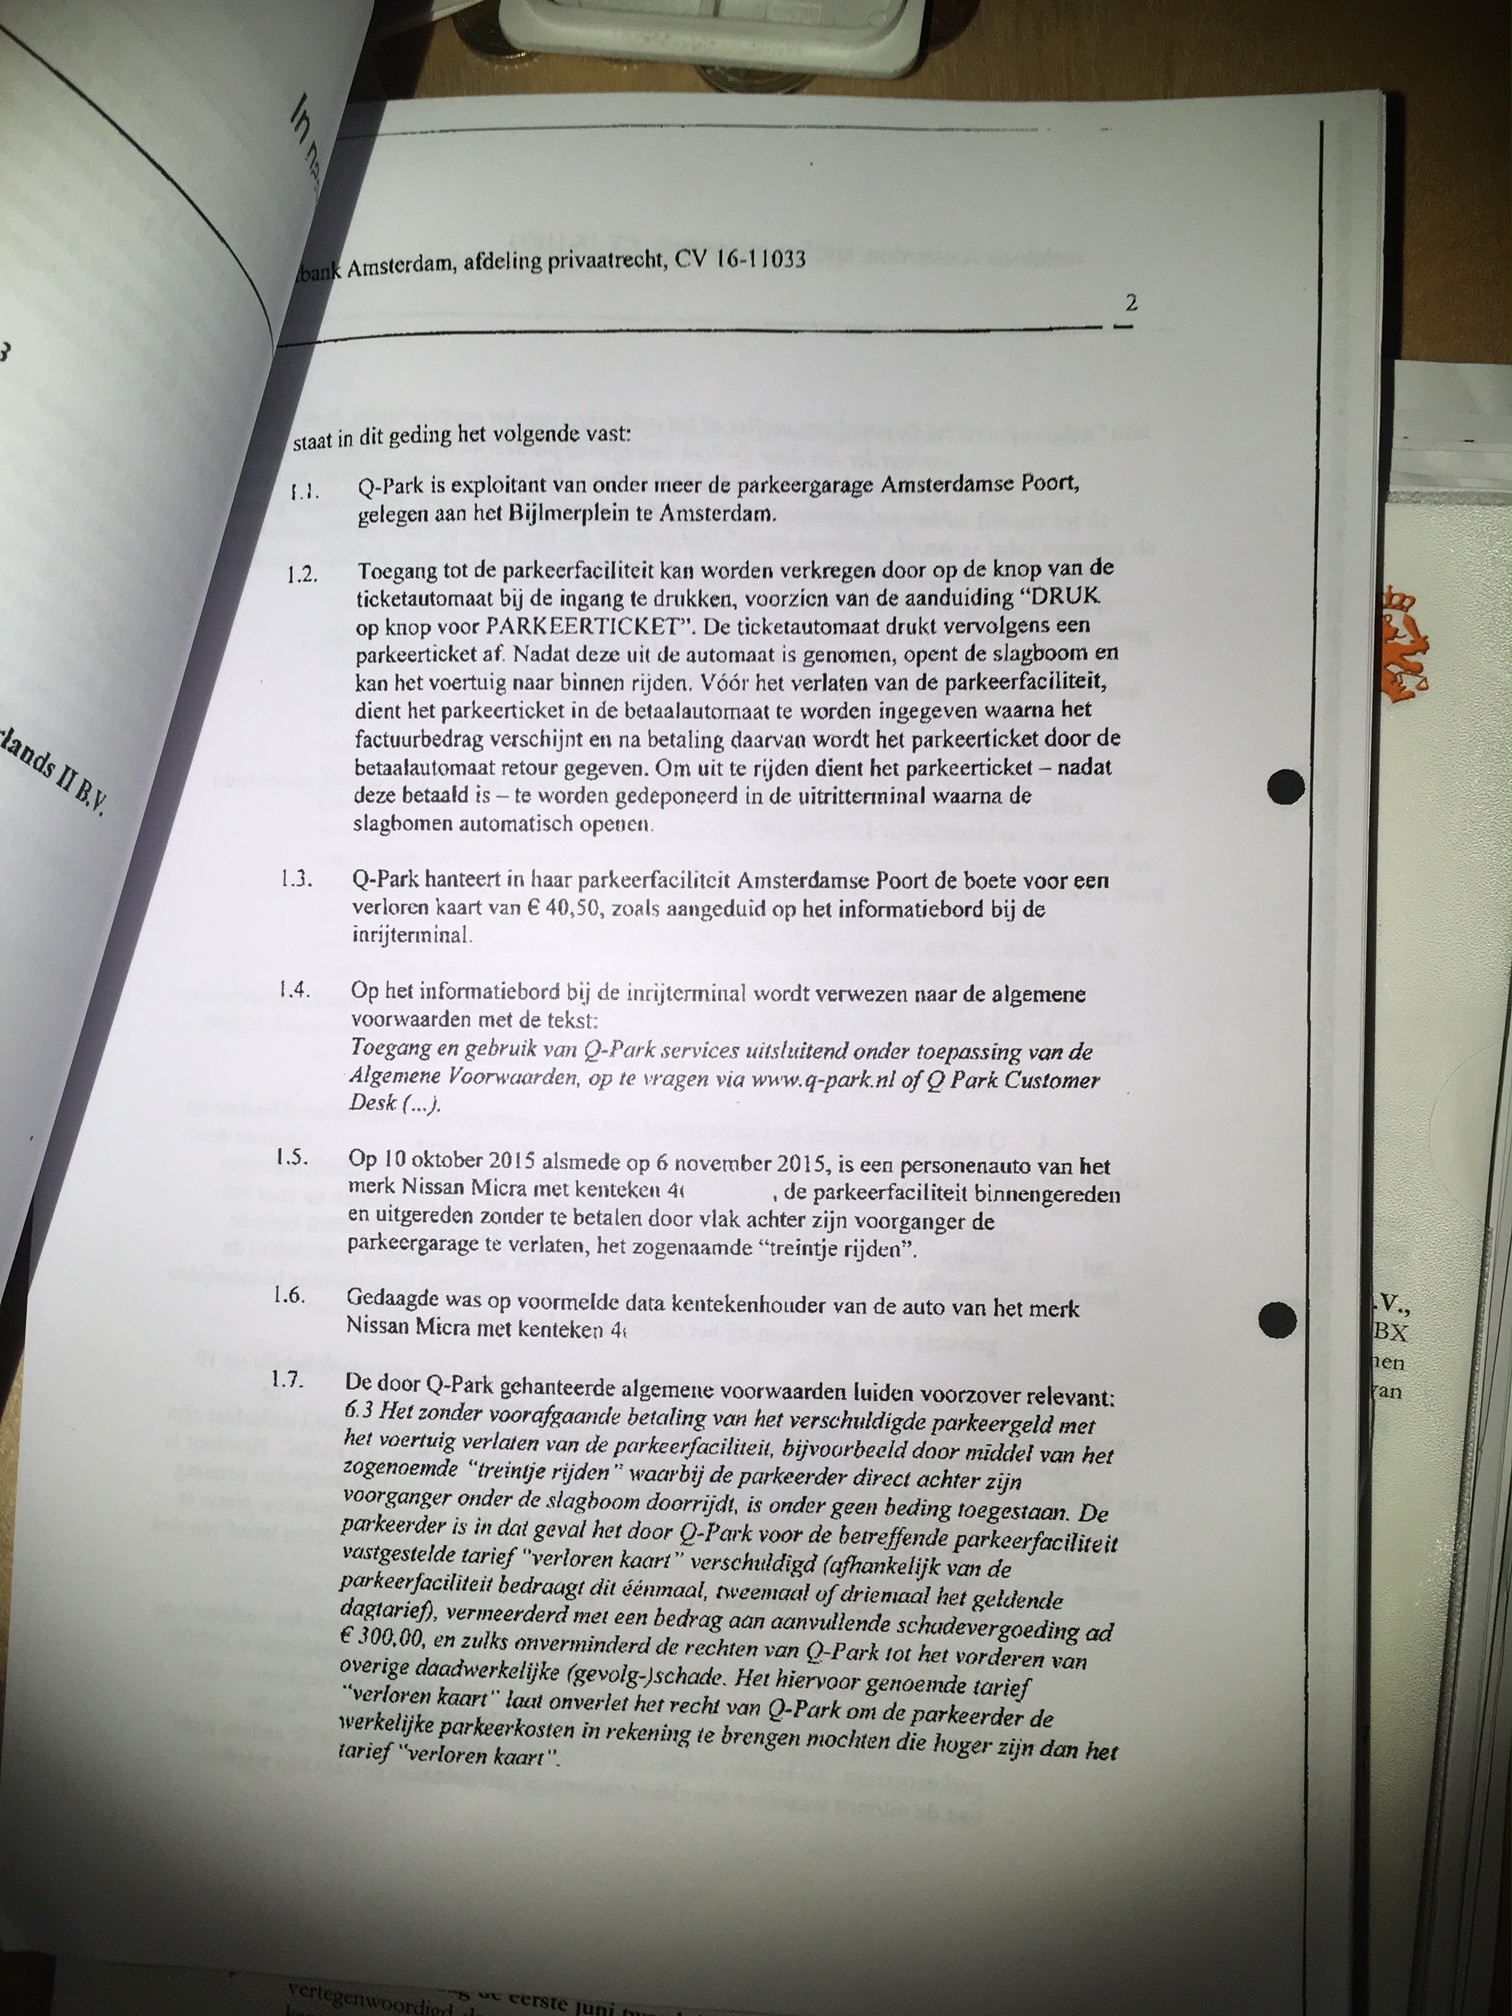 In
3
rlands II B.V.
bank Amsterdam, afdeling privaatrecht, CV 16-11033
2
staat in dit geding het volgende vast:
1.1. Q-Park is exploitant van onder meer de parkeergarage Amsterdamse Poort,
gelegen aan het Bijlmerplein te Amsterdam.
1.2. Toegang tot de parkeerfaciliteit kan worden verkregen door op de knop van de
ticketautomaat bij de ingang te drukken, voorzien van de aanduiding “DRUK
op knop voor PARKEERTICKET”. De ticketautomaat drukt vervolgens een
parkeerticket af. Nadat deze uit de automaat is genomen, opent de slagboom en
kan het voertuig naar binnen rijden. Vóór het verlaten van de parkeerfaciliteit,
dient het parkeerticket in de betaalautomaat te worden ingegeven waarna het
factuurbedrag verschijnt en na betaling daarvan wordt het parkeerticket door de
betaalautomaat retour gegeven. Om uit te rijden dient het parkeerticket – nadat
deze betaald is – te worden gedeponeerd in de uitritterminal waarna de
slagbomen automatisch openen.
1.3. Q-Park hanteert in haar parkeerfaciliteit Amsterdamse Poort de boete voor een
verloren kaart van € 40,50, zoals aangeduid op het informatiebord bij de
inrijterminal.
1.4. Op het informatiebord bij de inrijterminal wordt verwezen naar de algemene
voorwaarden met de tekst:
Toegang en gebruik van Q-Park services uitsluitend onder toepassing van de
Algemene Voorwaarden, op te vragen via www.q-park.nl of Q Park Customer
Desk (...).
1.5. Op 10 oktober 2015 alsmede op 6 november 2015, is een personenauto van het
merk Nissan Micra met kenteken 4 , de parkeerfaciliteit binnengereden
en uitgereden zonder te betalen door vlak achter zijn voorganger de
parkeergarage te verlaten, het zogenaamde “treintje rijden”.
1.6. Gedaagde was op voormelde data kentekenhouder van de auto van het merk
Nissan Micra met kenteken 4
1.7. De door Q-Park gehanteerde algemene voorwaarden luiden voorzover relevant:
6.3 Het zonder voorafgaande betaling van het verschuldigde parkeergeld met
het voertuig verlaten van de parkeerfaciliteit, bijvoorbeeld door middel van het
zogenoemde “treintje rijden” waarbij de parkeerder direct achter zijn
voorganger onder de slagboom doorrijdt, is onder geen beding toegestaan. De
parkeerder is in dat geval het door Q-Park voor de betreffende parkeerfaciliteit
vastgestelde tarief “verloren kaart” verschuldigd (afhankelijk van de
parkeerfaciliteit bedraagt dit éénmaal, tweemaal of driemaal het geldende
dagtarief), vermeerderd met een bedrag aan aanvullende schadevergoeding ad
€ 300,00, en zulks onverminderd de rechten van Q-Park tot het vorderen van
overige daadwerkelijke (gevolg-)schade. Het hiervoor genoemde tarief
“verloren kaart” laat onverlet het recht van Q-Park om de parkeerder de
werkelijke parkeerkosten in rekening te brengen mochten die hoger zijn dan het
tarief “verloren kaart”.
.V.,
BX
nen
van
de eerste juni
vertegenwoordigd